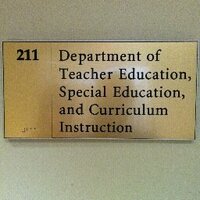 211
Department of
Teacher Education,
Special Education,
and Curriculum
Instruction